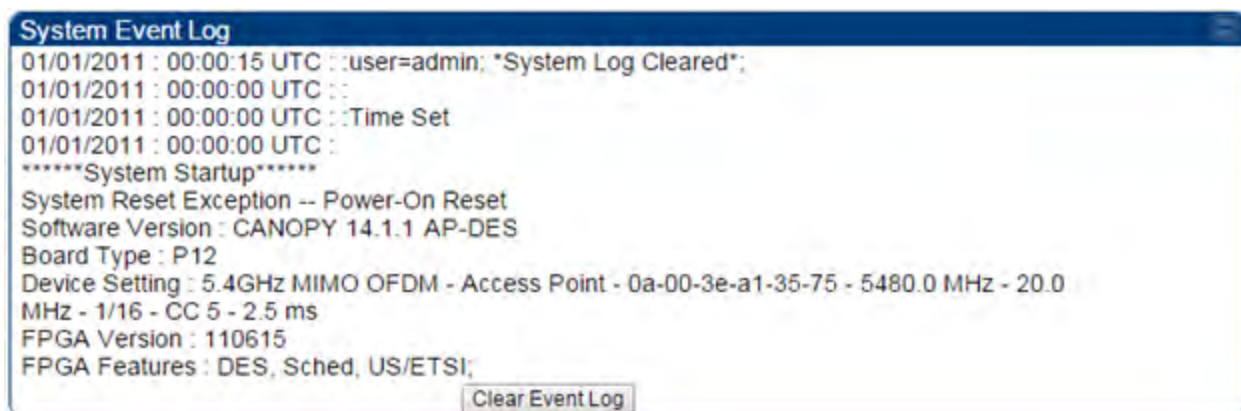 System Event Log
01/01/2011 : 00:00:15 UTC : :user=admin; *System Log Cleared*;
01/01/2011 : 00:00:00 UTC : :
01/01/2011 : 00:00:00 UTC : :Time Set
01/01/2011 : 00:00:00 UTC :
******System Startup******
System Reset Exception -- Power-On Reset
Software Version : CANOPY 14.1.1 AP-DES
Board Type : P12
Device Setting : 5.4GHz MIMO OFDM - Access Point - 0a-00-3e-a1-35-75 - 5480.0 MHz - 20.0
MHz - 1/16 - CC 5 - 2.5 ms
FPGA Version : 110615
FPGA Features : DES, Sched, US/ETSI;
Clear Event Log